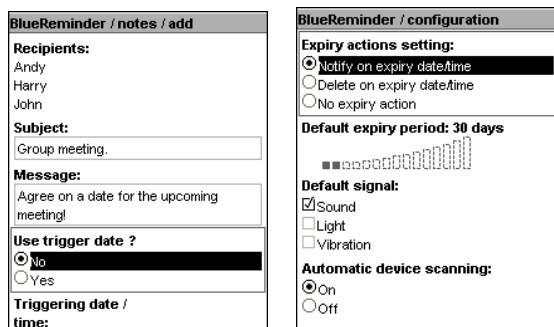 BlueReminder / notes / add
Recipients:
Andy
Harry
John
Subject:
Group meeting.
Message:
Agree on a date for the upcoming
meeting!
Use trigger date ?
No
Yes
Triggering date /
time:
BlueReminder / configuration
Expiry actions setting:
Notify on expiry date/time
Delete on expiry date/time
No expiry action
Default expiry period: 30 days
Default signal:
Sound
Light
Vibration
Automatic device scanning:
On
Off